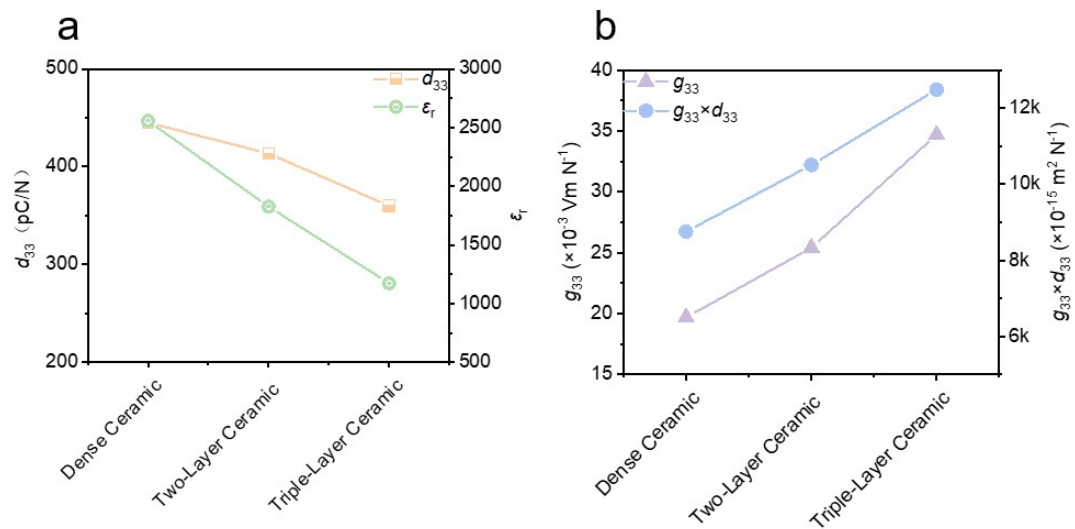 a
500
400
300
200
d33 (pC/N)
3000
2500
2000
1500
1000
500
εr
d33
εr
Dense Ceramic
Two-Layer Ceramic
Triple-Layer Ceramic
b
40
35
30
25
20
15
g33 (×10-3 Vm N-1)
12k
10k
8k
6k
g33×d33 (×10-15 m2 N-1)
g33
g33×d33
Dense Ceramic
Two-Layer Ceramic
Triple-Layer Ceramic